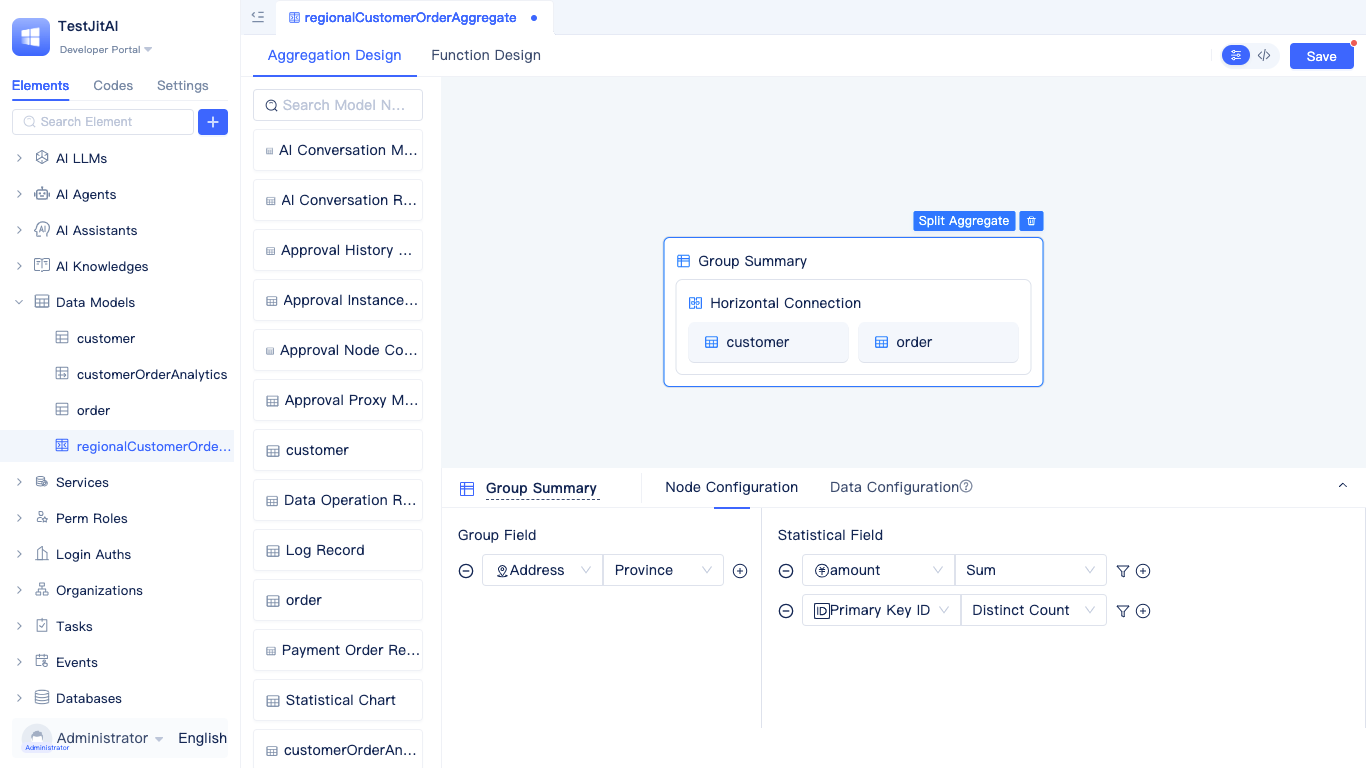 TestJitAI
Developer Portal
Elements Codes Settings
Search Element
AI LLMs
AI Agents
AI Assistants
AI Knowledges
Data Models
customer
customerOrderAnalytics
order
regionalCustomerOrde...
Services
Perm Roles
Login Auths
Organizations
Tasks
Events
Databases
Administrator
Administrator
English
regionalCustomerOrderAggregate
Aggregation Design Function Design
Save
Search Model N...
AI Conversation M...
AI Conversation R...
Approval History ...
Approval Instance...
Approval Node Co...
Approval Proxy M...
customer
Data Operation R...
Log Record
order
Payment Order Re...
Statistical Chart
customerOrderAn...
Split Aggregate
Group Summary
Horizontal Connection
customer order
Group Summary Node Configuration Data Configuration
Group Field
Address Province
Statistical Field
amount Sum
ID Primary Key ID Distinct Count